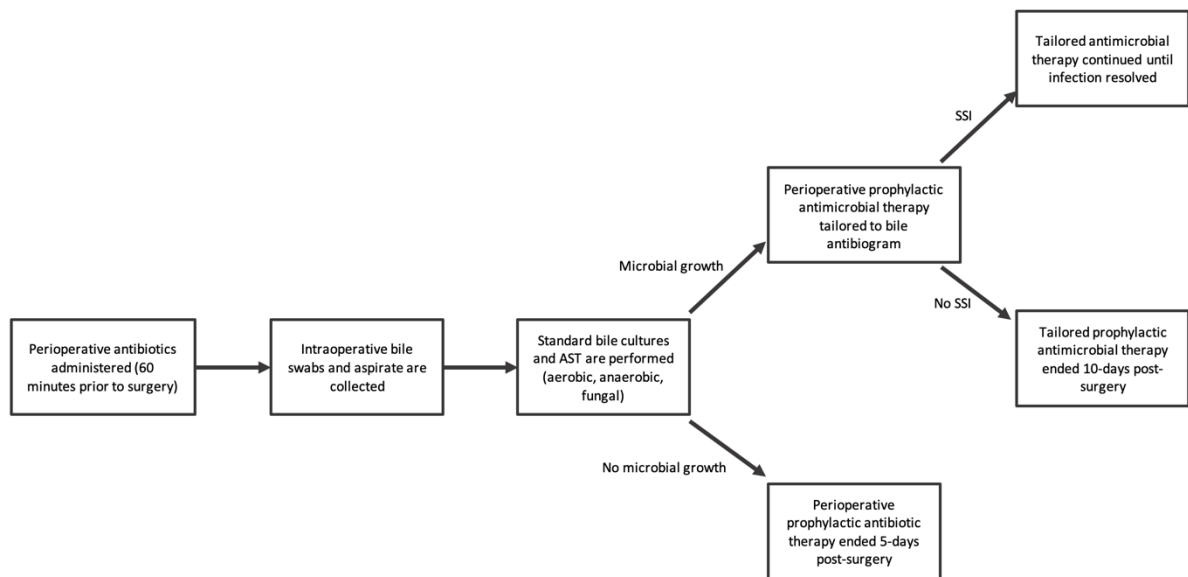 Perioperative antibiotics
administered (60
minutes prior to surgery)
Intraoperative bile
swabs and aspirate are
collected
Standard bile cultures
and AST are performed
(aerobic, anaerobic,
fungal)
Microbial growth
No microbial growth
Perioperative prophylactic
antimicrobial therapy
tailored to bile
antibiogram
Perioperative
prophylactic antibiotic
therapy ended 5-days
post-surgery
SSI
No SSI
Tailored antimicrobial
therapy continued until
infection resolved
Tailored prophylactic
antimicrobial therapy
ended 10-days post-
surgery